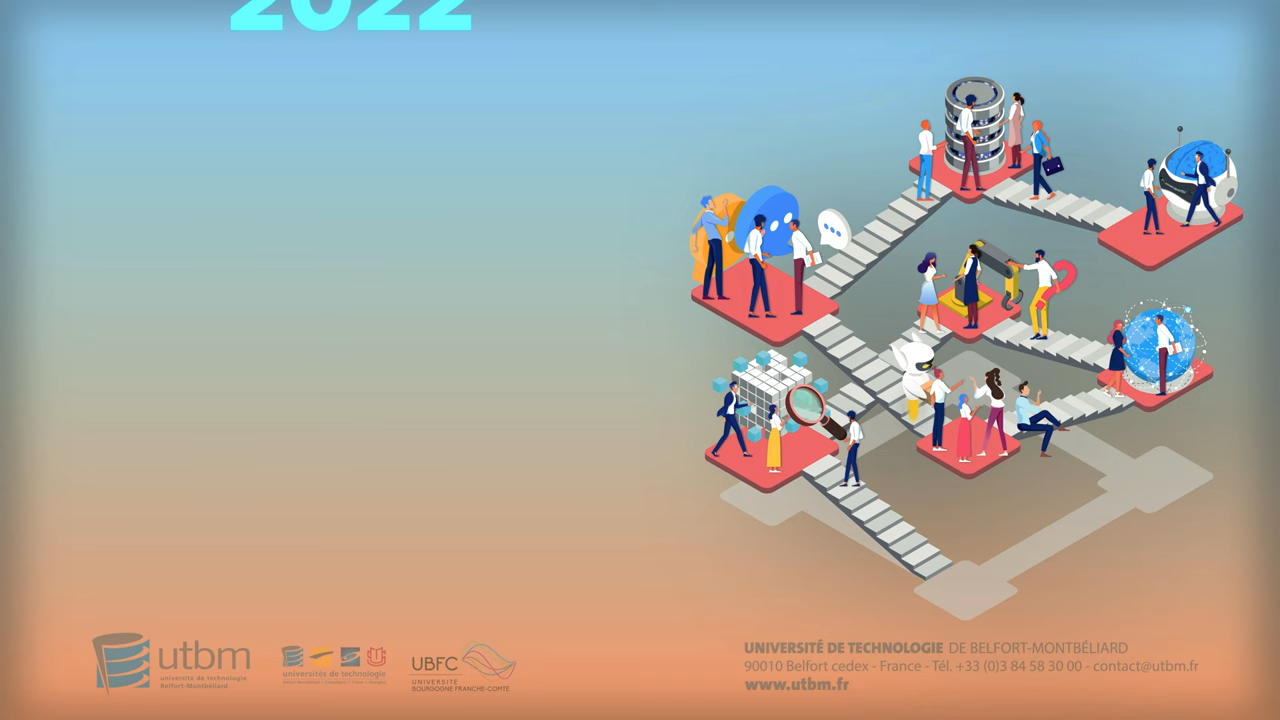 2022
utbm
université de technologie
Belfort-Montbéliard
universités de technologie
UBFC
UNIVERSITÉ
BOURGOGNE FRANCHE-COMTÉ
UNIVERSITÉ DE TECHNOLOGIE DE BELFORT-MONTBÉLIARD
90010 Belfort cedex - France - Tél. +33 (0)3 84 58 30 00 - contact@utbm.fr
www.utbm.fr